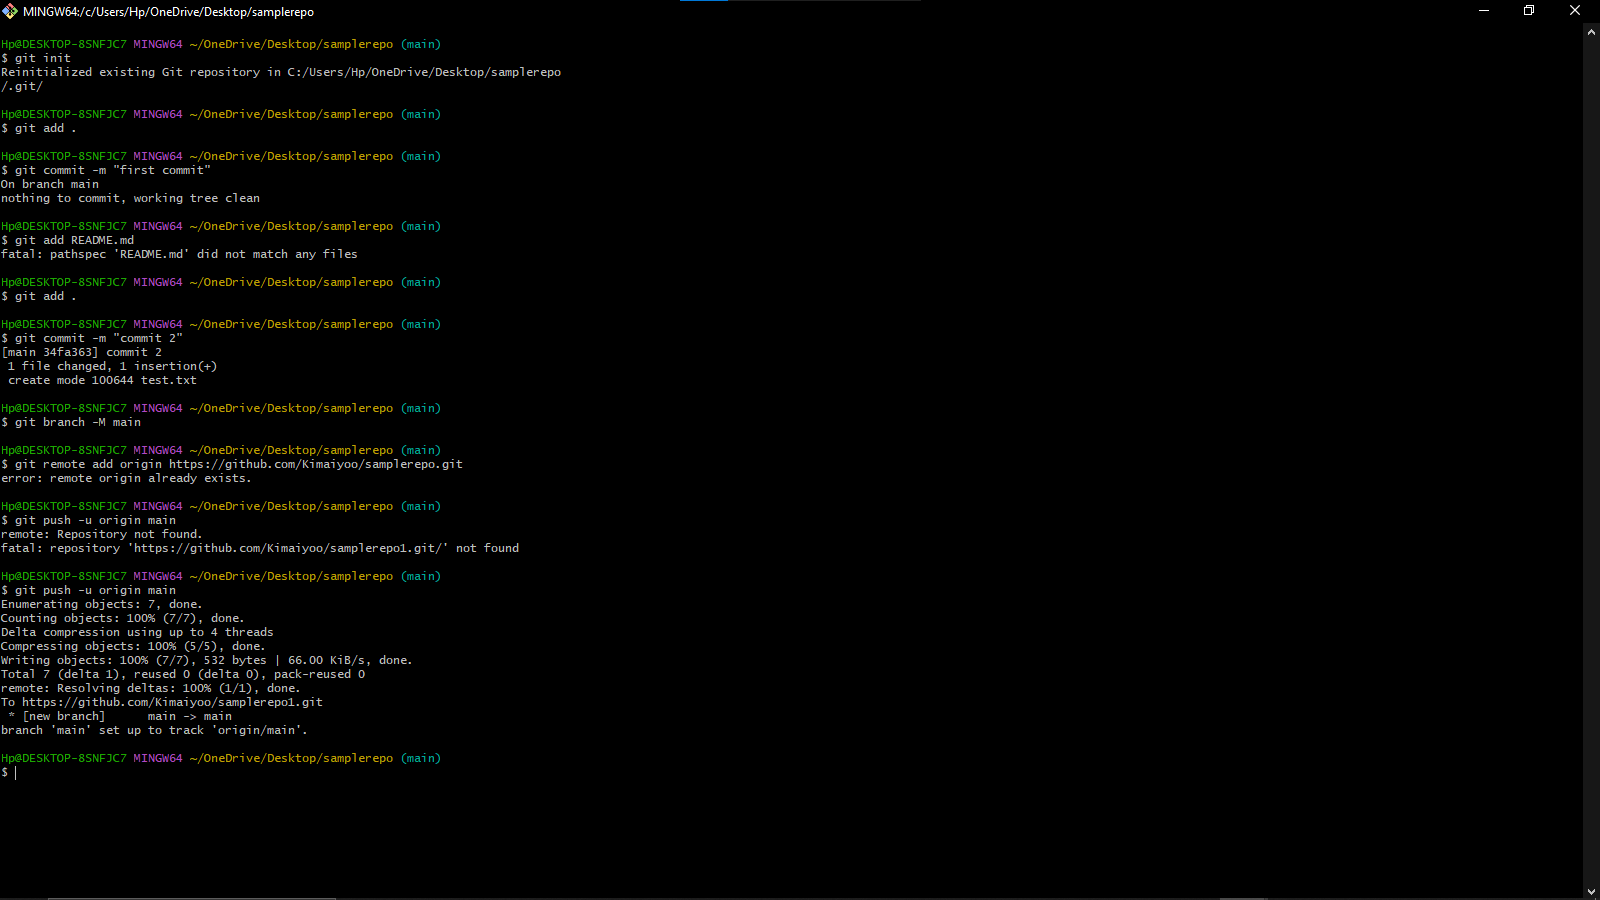 MINGW64:/c/Users/Hp/OneDrive/Desktop/samplerepo
Hp@DESKTOP-8SNFJC7 MINGW64 ~/OneDrive/Desktop/samplerepo (main)
$ git init
Reinitialized existing Git repository in C:/Users/Hp/OneDrive/Desktop/samplerepo
/.git/
Hp@DESKTOP-8SNFJC7 MINGW64 ~/OneDrive/Desktop/samplerepo (main)
$ git add .
Hp@DESKTOP-8SNFJC7 MINGW64 ~/OneDrive/Desktop/samplerepo (main)
$ git commit -m "first commit"
On branch main
nothing to commit, working tree clean
Hp@DESKTOP-8SNFJC7 MINGW64 ~/OneDrive/Desktop/samplerepo (main)
$ git add README.md
fatal: pathspec 'README.md' did not match any files
Hp@DESKTOP-8SNFJC7 MINGW64 ~/OneDrive/Desktop/samplerepo (main)
$ git add .
Hp@DESKTOP-8SNFJC7 MINGW64 ~/OneDrive/Desktop/samplerepo (main)
$ git commit -m "commit 2"
[main 34fa363] commit 2
 1 file changed, 1 insertion(+)
 create mode 100644 test.txt
Hp@DESKTOP-8SNFJC7 MINGW64 ~/OneDrive/Desktop/samplerepo (main)
$ git branch -M main
Hp@DESKTOP-8SNFJC7 MINGW64 ~/OneDrive/Desktop/samplerepo (main)
$ git remote add origin https://github.com/Kimaiyoo/samplerepo.git
error: remote origin already exists.
Hp@DESKTOP-8SNFJC7 MINGW64 ~/OneDrive/Desktop/samplerepo (main)
$ git push -u origin main
remote: Repository not found.
fatal: repository 'https://github.com/Kimaiyoo/samplerepo1.git/' not found
Hp@DESKTOP-8SNFJC7 MINGW64 ~/OneDrive/Desktop/samplerepo (main)
$ git push -u origin main
Enumerating objects: 7, done.
Counting objects: 100% (7/7), done.
Delta compression using up to 4 threads
Compressing objects: 100% (5/5), done.
Writing objects: 100% (7/7), 532 bytes | 66.00 KiB/s, done.
Total 7 (delta 1), reused 0 (delta 0), pack-reused 0
remote: Resolving deltas: 100% (1/1), done.
To https://github.com/Kimaiyoo/samplerepo1.git
 * [new branch]      main -> main
branch 'main' set up to track 'origin/main'.
Hp@DESKTOP-8SNFJC7 MINGW64 ~/OneDrive/Desktop/samplerepo (main)
$